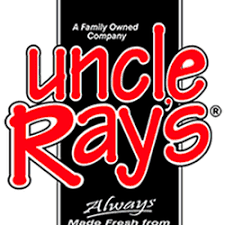 A Family Owned
Company
uncle
Ray's®
Always
Made Fresh from